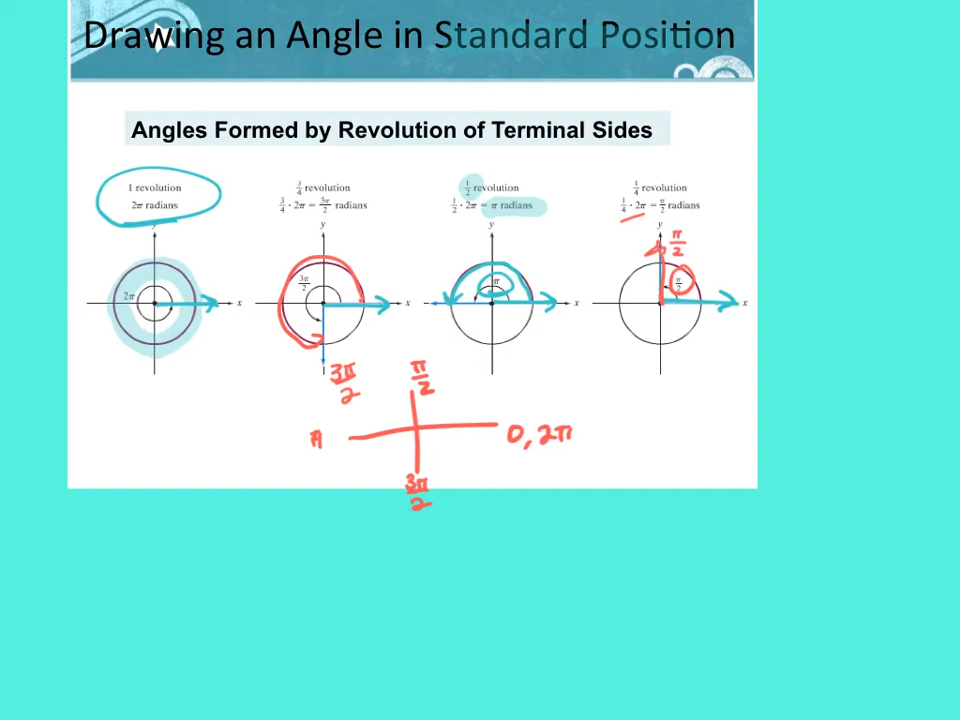 Drawing an Angle in Standard Position
Angles Formed by Revolution of Terminal Sides
1 revolution
2π radians
y
2π
x
3/4 revolution
3/4 · 2π = 3π/2 radians
y
3π/2
x
3π/2
1/2 revolution
1/2 · 2π = π radians
y
π
x
1/4 revolution
1/4 · 2π = π/2 radians
y
π/2
π/2
x
π/2
π
0, 2π
3π/2